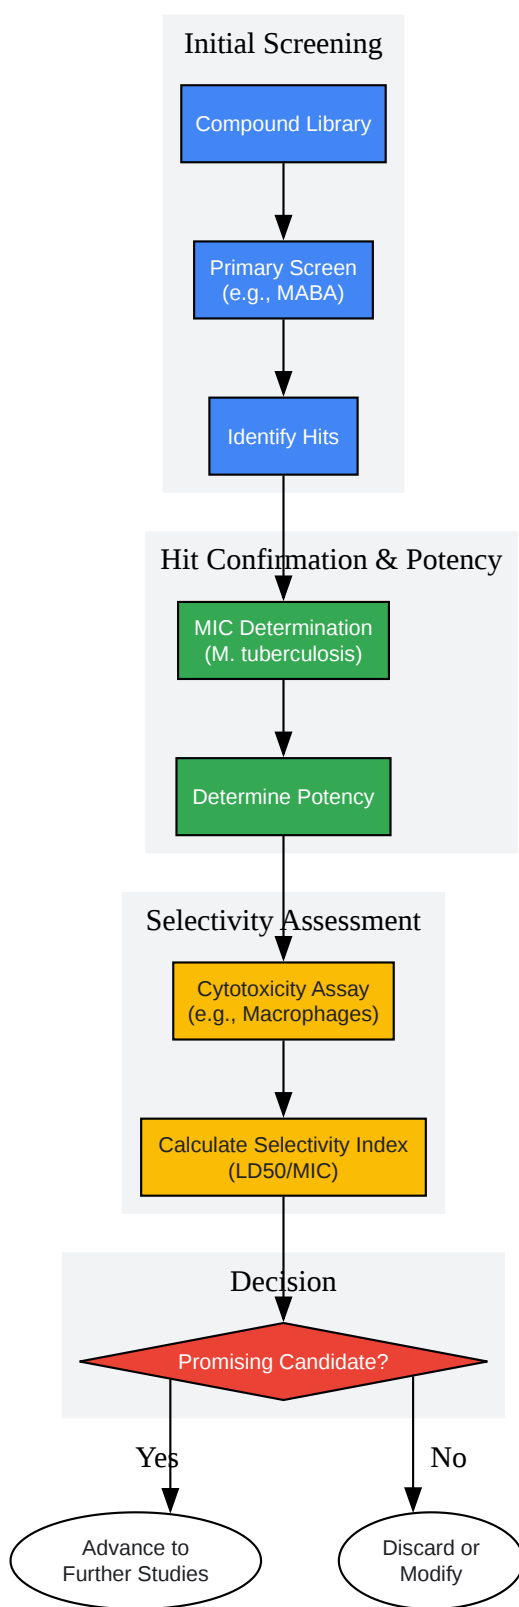 Initial Screening
Compound Library
Primary Screen
(e.g., MABA)
Identify Hits
Hit Confirmation & Potency
MIC Determination
(M. tuberculosis)
Determine Potency
Selectivity Assessment
Cytotoxicity Assay
(e.g., Macrophages)
Calculate Selectivity Index
(LD50/MIC)
Decision
Promising Candidate?
Yes
No
Advance to
Further Studies
Discard or
Modify